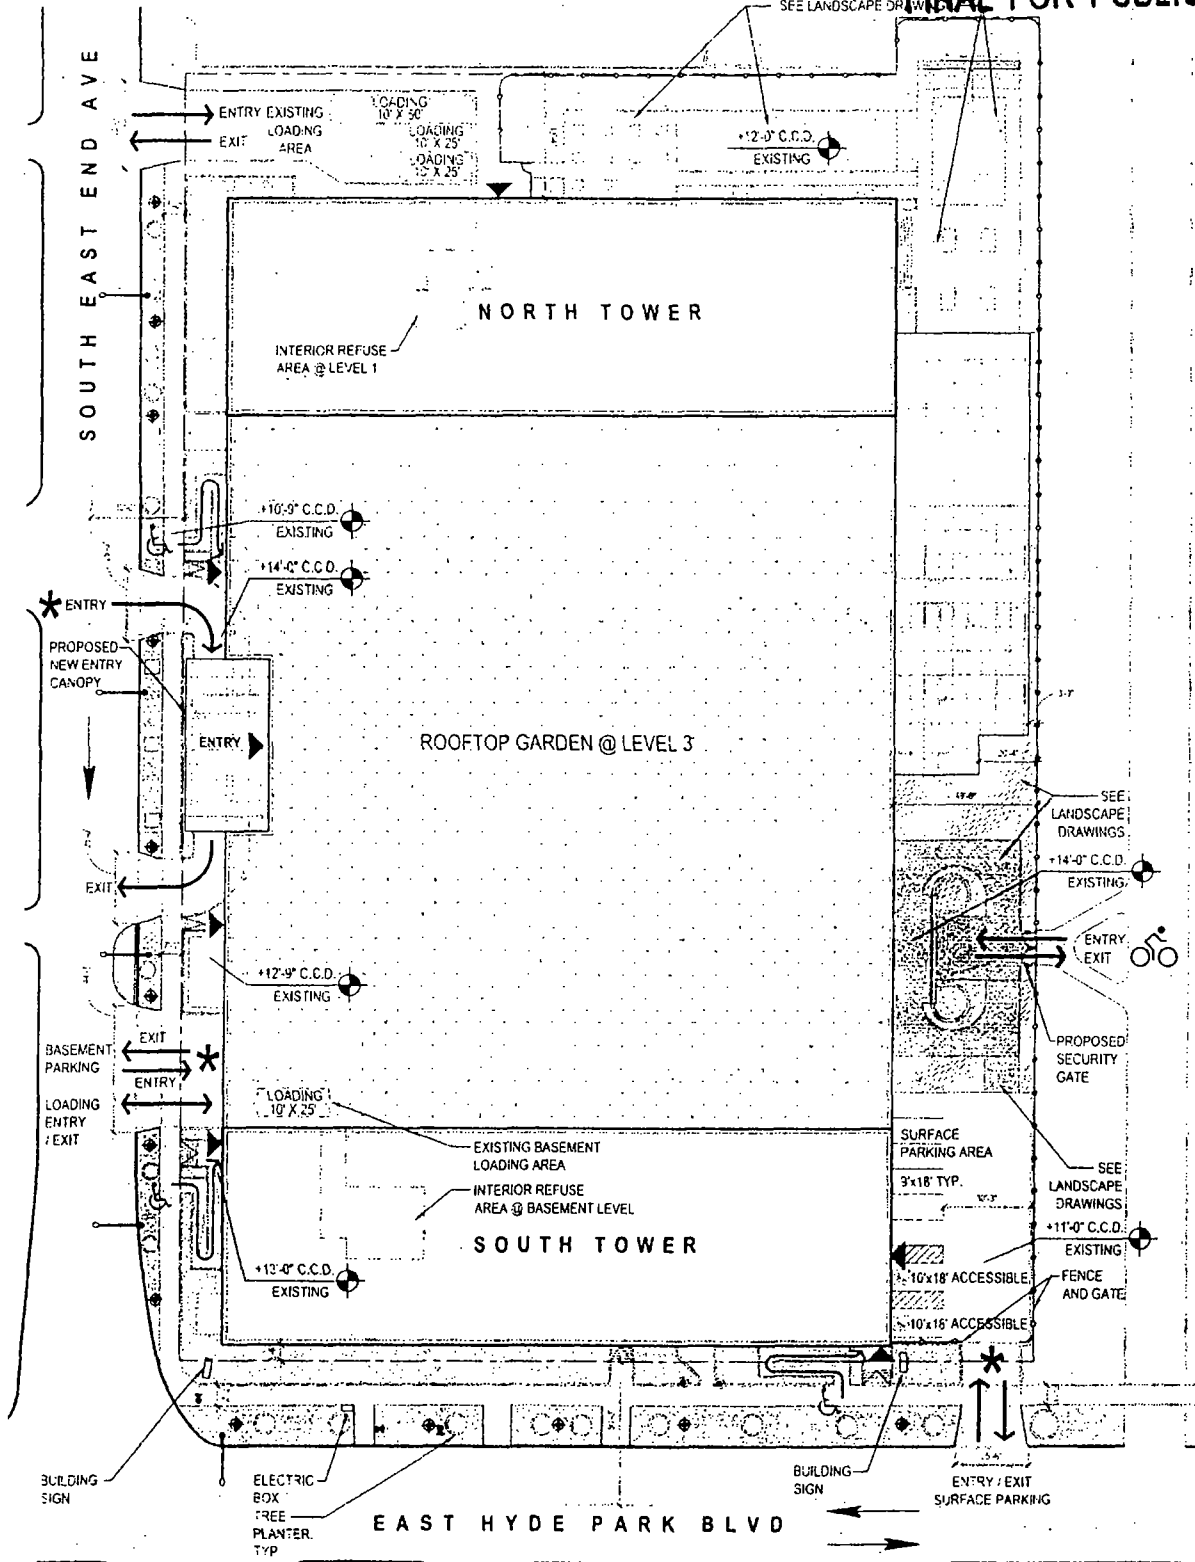 SEE LANDSCAPE DRAWINGS
FINAL FOR PUBLIC
SOUTH EAST END AVE
ENTRY
EXIT
EXISTING
LOADING
AREA
LOADING
10' X 50'
LOADING
10' X 25'
LOADING
10' X 25'
+12'-0" C.C.D.
EXISTING
NORTH TOWER
INTERIOR REFUSE
AREA @ LEVEL 1
+10'-9" C.C.D.
EXISTING
+14'-0" C.C.D.
EXISTING
ENTRY
PROPOSED
NEW ENTRY
CANOPY
ENTRY
ROOFTOP GARDEN @ LEVEL 3
EXIT
SEE
LANDSCAPE
DRAWINGS
+14'-0" C.C.D.
EXISTING
ENTRY
EXIT
+12'-9" C.C.D.
EXISTING
PROPOSED
SECURITY
GATE
EXIT
BASEMENT
PARKING
ENTRY
LOADING
ENTRY
/ EXIT
LOADING
10' X 25'
EXISTING BASEMENT
LOADING AREA
INTERIOR REFUSE
AREA @ BASEMENT LEVEL
SURFACE
PARKING AREA
9'x18' TYP.
SEE
LANDSCAPE
DRAWINGS
SOUTH TOWER
+11'-0" C.C.D.
EXISTING
+13'-0" C.C.D.
EXISTING
10'x18' ACCESSIBLE
FENCE
AND GATE
10'x18' ACCESSIBLE
BUILDING
SIGN
ELECTRIC
BOX
TREE
PLANTER,
TYP
BUILDING
SIGN
ENTRY / EXIT
SURFACE PARKING
EAST HYDE PARK BLVD